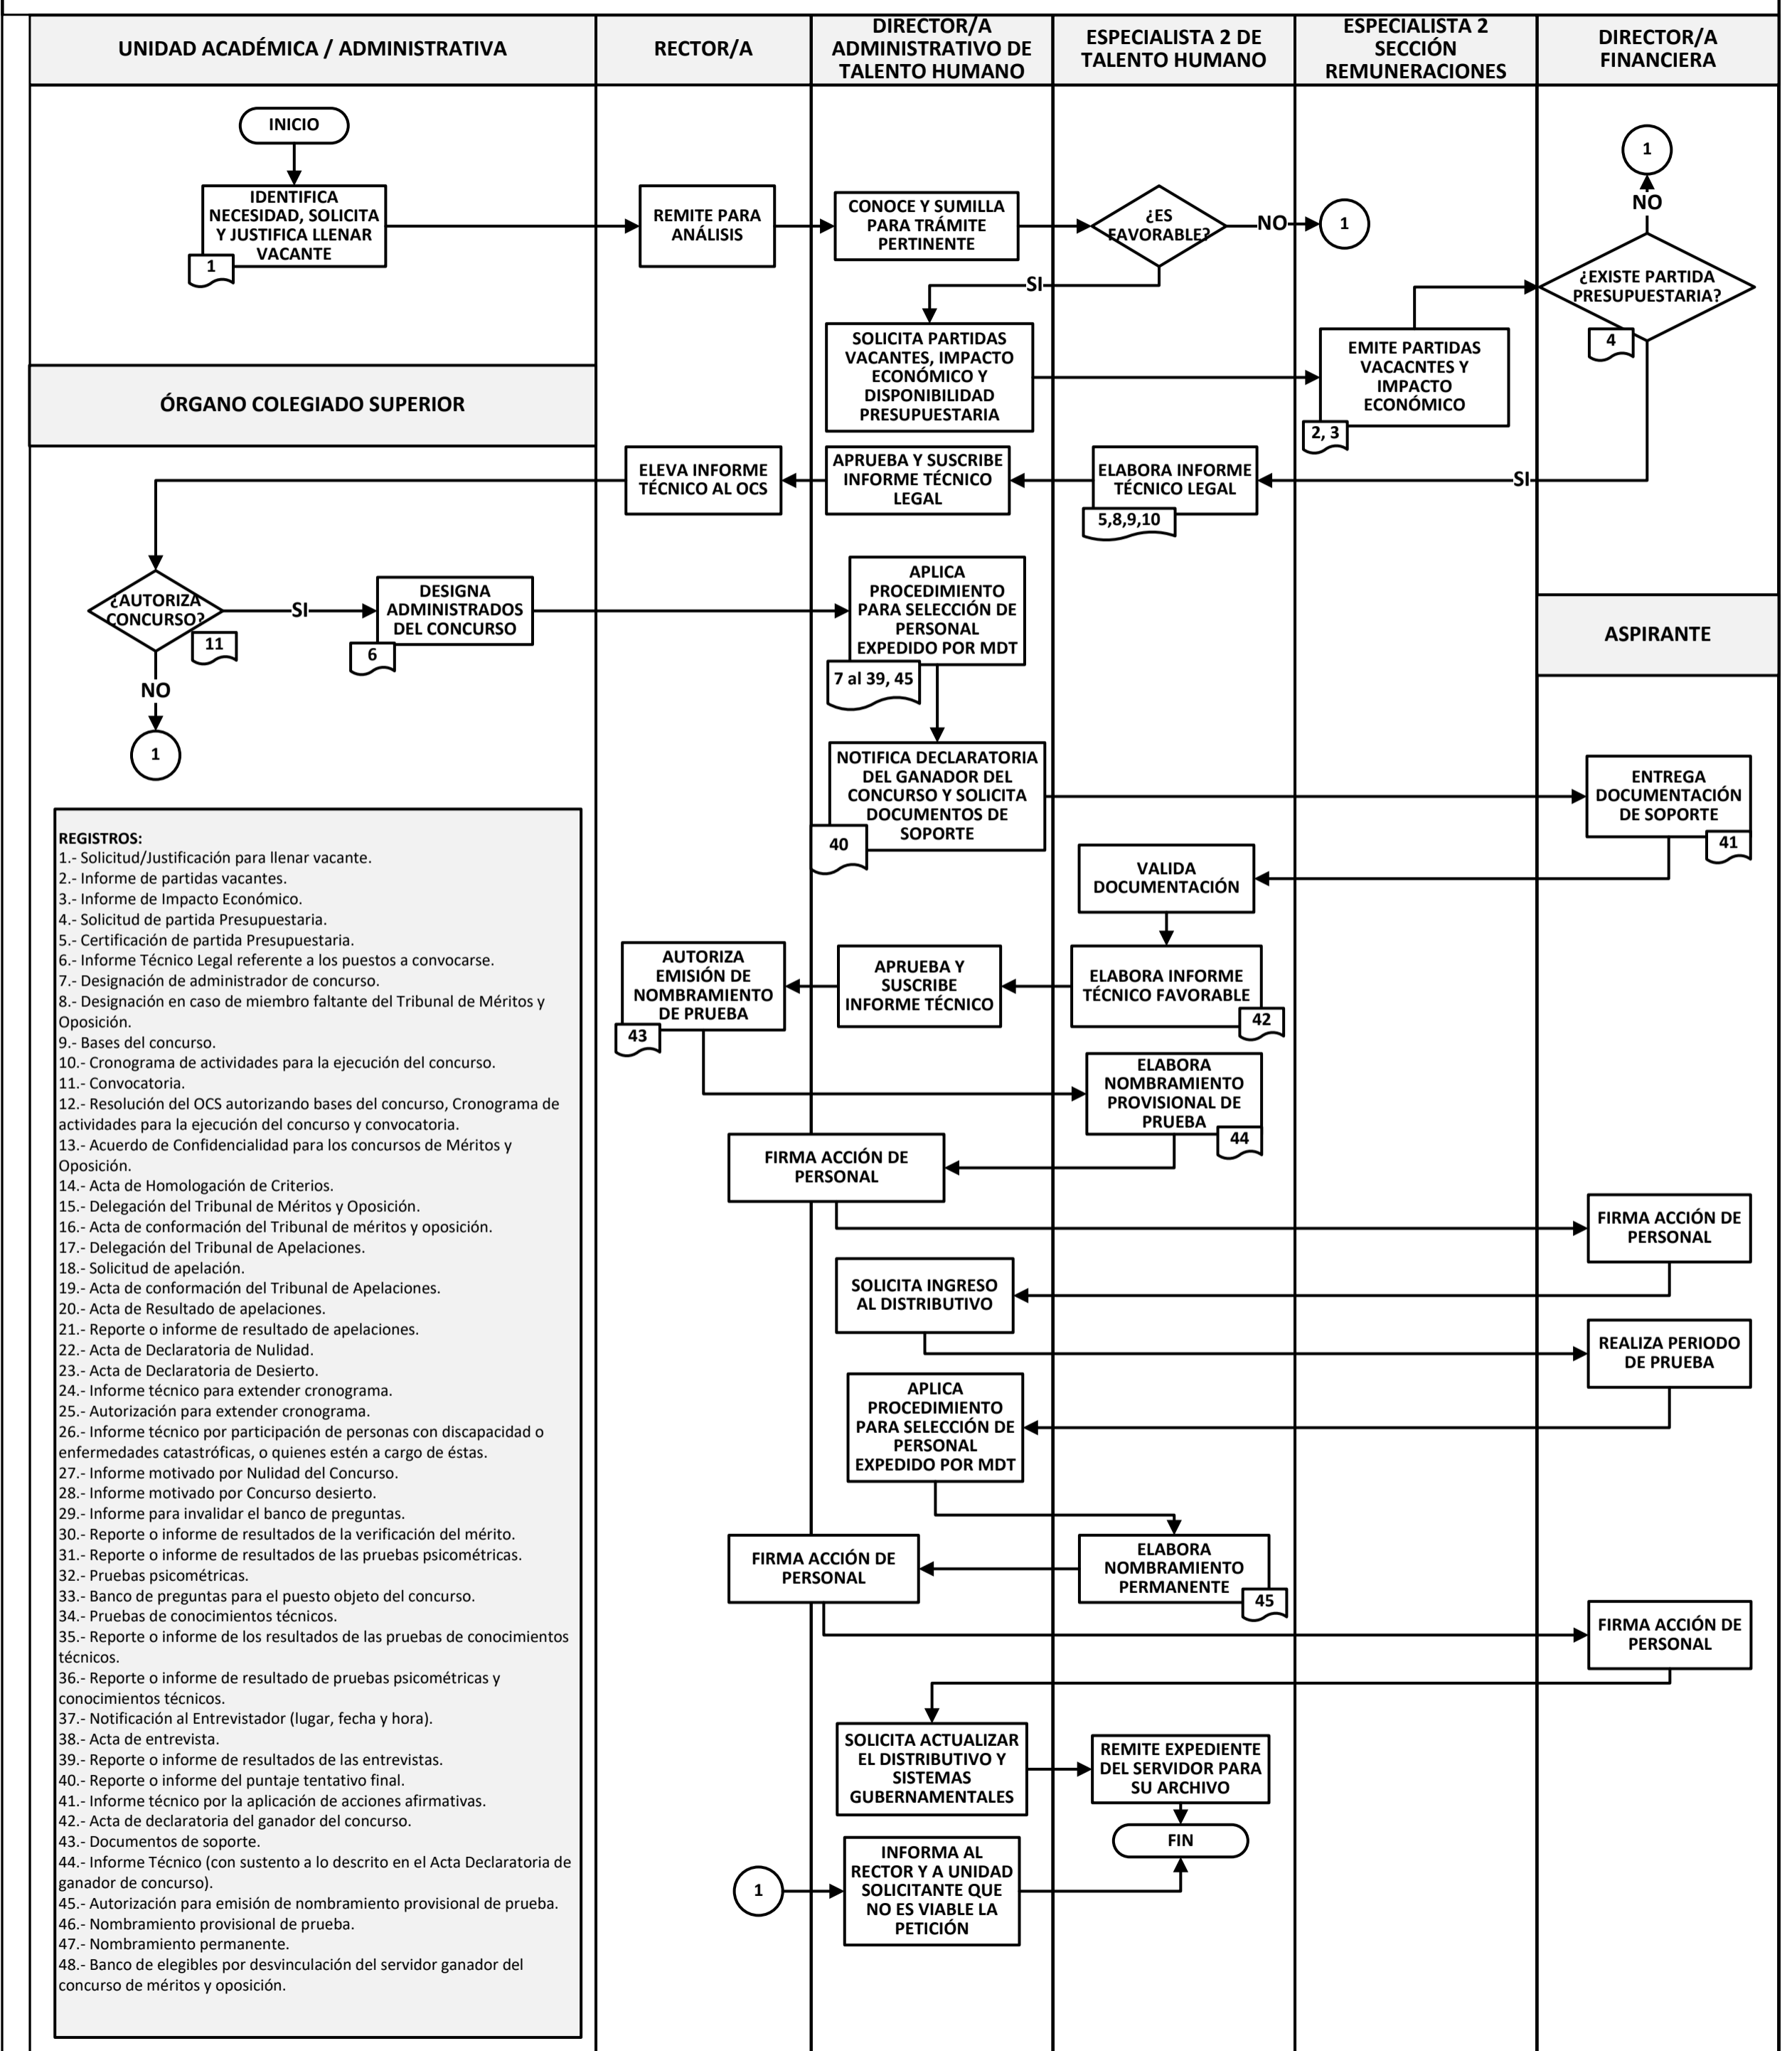 UNIDAD ACADÉMICA / ADMINISTRATIVA
RECTOR/A
DIRECTOR/A
ADMINISTRATIVO DE
TALENTO HUMANO
ESPECIALISTA 2 DE
TALENTO HUMANO
ESPECIALISTA 2
SECCIÓN
REMUNERACIONES
DIRECTOR/A
FINANCIERA
INICIO
IDENTIFICA
NECESIDAD, SOLICITA
Y JUSTIFICA LLENAR
VACANTE
1
REMITE PARA
ANÁLISIS
CONOCE Y SUMILLA
PARA TRÁMITE
PERTINENTE
¿ES
FAVORABLE?
NO
1
SI
1
NO
¿EXISTE PARTIDA
PRESUPUESTARIA?
4
SOLICITA PARTIDAS
VACANTES, IMPACTO
ECONÓMICO Y
DISPONIBILIDAD
PRESUPUESTARIA
EMITE PARTIDAS
VACACNTES Y
IMPACTO
ECONÓMICO
2, 3
SI
ÓRGANO COLEGIADO SUPERIOR
ELEVA INFORME
TÉCNICO AL OCS
APRUEBA Y SUSCRIBE
INFORME TÉCNICO
LEGAL
ELABORA INFORME
TÉCNICO LEGAL
5,8,9,10
¿AUTORIZA
CONCURSO?
11
SI
NO
1
DESIGNA
ADMINISTRADOS
DEL CONCURSO
6
APLICA
PROCEDIMIENTO
PARA SELECCIÓN DE
PERSONAL
EXPEDIDO POR MDT
7 al 39, 45
ASPIRANTE
NOTIFICA DECLARATORIA
DEL GANADOR DEL
CONCURSO Y SOLICITA
DOCUMENTOS DE
SOPORTE
40
ENTREGA
DOCUMENTACIÓN
DE SOPORTE
41
VALIDA
DOCUMENTACIÓN
AUTORIZA
EMISIÓN DE
NOMBRAMIENTO
DE PRUEBA
43
APRUEBA Y
SUSCRIBE
INFORME TÉCNICO
ELABORA INFORME
TÉCNICO FAVORABLE
42
ELABORA
NOMBRAMIENTO
PROVISIONAL DE
PRUEBA
44
FIRMA ACCIÓN DE
PERSONAL
FIRMA ACCIÓN DE
PERSONAL
SOLICITA INGRESO
AL DISTRIBUTIVO
REALIZA PERIODO
DE PRUEBA
APLICA
PROCEDIMIENTO
PARA SELECCIÓN DE
PERSONAL
EXPEDIDO POR MDT
FIRMA ACCIÓN DE
PERSONAL
ELABORA
NOMBRAMIENTO
PERMANENTE
45
FIRMA ACCIÓN DE
PERSONAL
SOLICITA ACTUALIZAR
EL DISTRIBUTIVO Y
SISTEMAS
GUBERNAMENTALES
REMITE EXPEDIENTE
DEL SERVIDOR PARA
SU ARCHIVO
FIN
1
INFORMA AL
RECTOR Y A UNIDAD
SOLICITANTE QUE
NO ES VIABLE LA
PETICIÓN
REGISTROS:
1.- Solicitud/Justificación para llenar vacante.
2.- Informe de partidas vacantes.
3.- Informe de Impacto Económico.
4.- Solicitud de partida Presupuestaria.
5.- Certificación de partida Presupuestaria.
6.- Informe Técnico Legal referente a los puestos a convocarse.
7.- Designación de administrador de concurso.
8.- Designación en caso de miembro faltante del Tribunal de Méritos y
Oposición.
9.- Bases del concurso.
10.- Cronograma de actividades para la ejecución del concurso.
11.- Convocatoria.
12.- Resolución del OCS autorizando bases del concurso, Cronograma de
actividades para la ejecución del concurso y convocatoria.
13.- Acuerdo de Confidencialidad para los concursos de Méritos y
Oposición.
14.- Acta de Homologación de Criterios.
15.- Delegación del Tribunal de Méritos y Oposición.
16.- Acta de conformación del Tribunal de méritos y oposición.
17.- Delegación del Tribunal de Apelaciones.
18.- Solicitud de apelación.
19.- Acta de conformación del Tribunal de Apelaciones.
20.- Acta de Resultado de apelaciones.
21.- Reporte o informe de resultado de apelaciones.
22.- Acta de Declaratoria de Nulidad.
23.- Acta de Declaratoria de Desierto.
24.- Informe técnico para extender cronograma.
25.- Autorización para extender cronograma.
26.- Informe técnico por participación de personas con discapacidad o
enfermedades catastróficas, o quienes estén a cargo de éstas.
27.- Informe motivado por Nulidad del Concurso.
28.- Informe motivado por Concurso desierto.
29.- Informe para invalidar el banco de preguntas.
30.- Reporte o informe de resultados de la verificación del mérito.
31.- Reporte o informe de resultados de las pruebas psicométricas.
32.- Pruebas psicométricas.
33.- Banco de preguntas para el puesto objeto del concurso.
34.- Pruebas de conocimientos técnicos.
35.- Reporte o informe de los resultados de las pruebas de conocimientos
técnicos.
36.- Reporte o informe de resultado de pruebas psicométricas y
conocimientos técnicos.
37.- Notificación al Entrevistador (lugar, fecha y hora).
38.- Acta de entrevista.
39.- Reporte o informe de resultados de las entrevistas.
40.- Reporte o informe del puntaje tentativo final.
41.- Informe técnico por la aplicación de acciones afirmativas.
42.- Acta de declaratoria del ganador del concurso.
43.- Documentos de soporte.
44.- Informe Técnico (con sustento a lo descrito en el Acta Declaratoria de
ganador de concurso).
45.- Autorización para emisión de nombramiento provisional de prueba.
46.- Nombramiento provisional de prueba.
47.- Nombramiento permanente.
48.- Banco de elegibles por desvinculación del servidor ganador del
concurso de méritos y oposición.